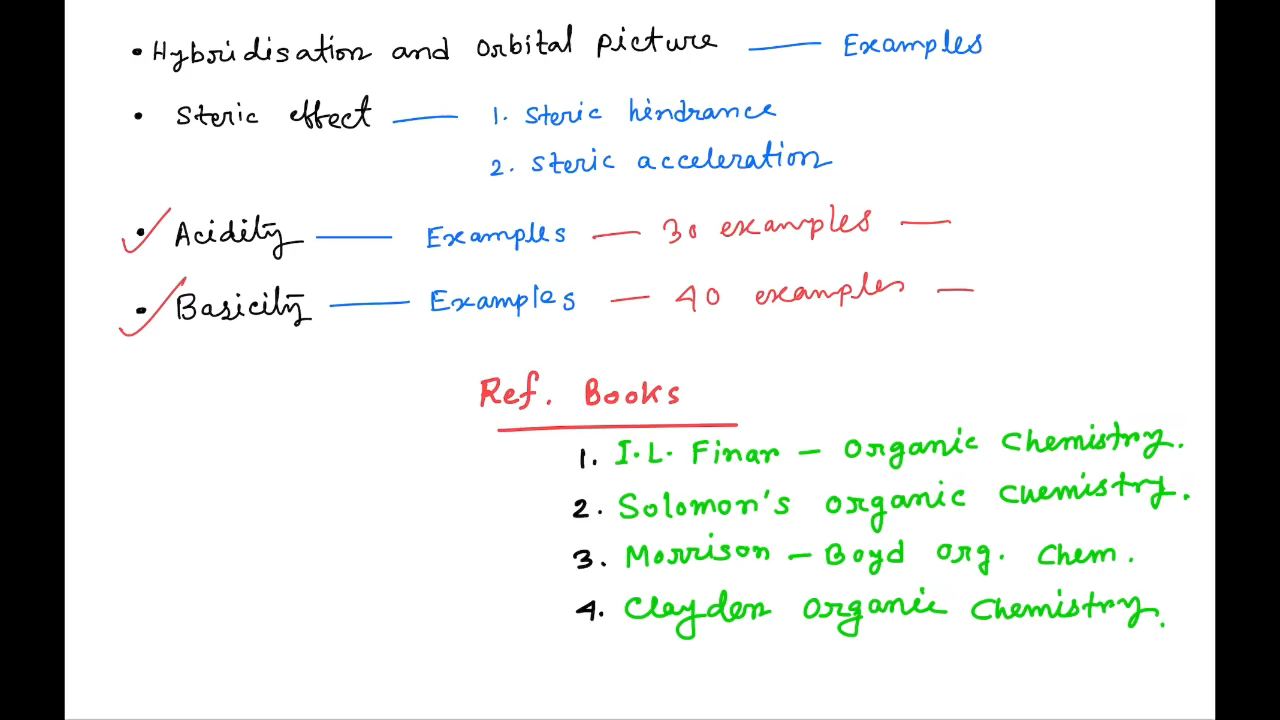 • Hybridisation and orbital picture — Examples
• Steric effect — 1. Steric hindrance
2. Steric acceleration
• Acidity — Examples — 30 examples —
• Basicity — Examples — 40 examples —
Ref. Books
1. I.L. Finar – Organic Chemistry.
2. Solomon's organic chemistry.
3. Morrison – Boyd org. Chem.
4. Clayden Organic Chemistry.